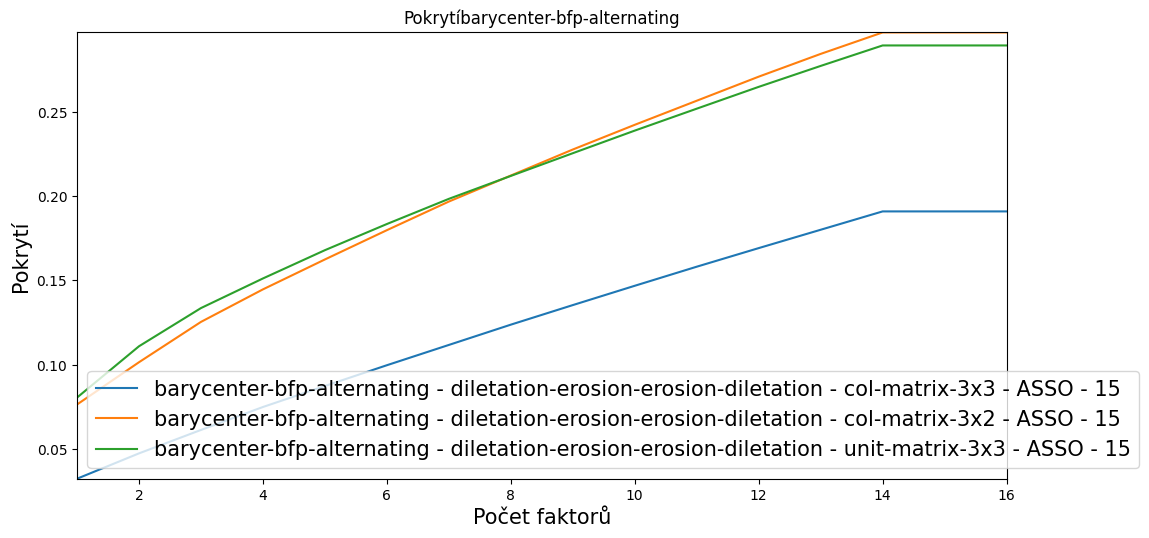 Pokrytíbarycenter-bfp-alternating
Pokrytí
0.25
0.20
0.15
0.10
0.05
barycenter-bfp-alternating - diletation-erosion-erosion-diletation - col-matrix-3x3 - ASSO - 15
barycenter-bfp-alternating - diletation-erosion-erosion-diletation - col-matrix-3x2 - ASSO - 15
barycenter-bfp-alternating - diletation-erosion-erosion-diletation - unit-matrix-3x3 - ASSO - 15
2 4 6 8 10 12 14 16
Počet faktorů